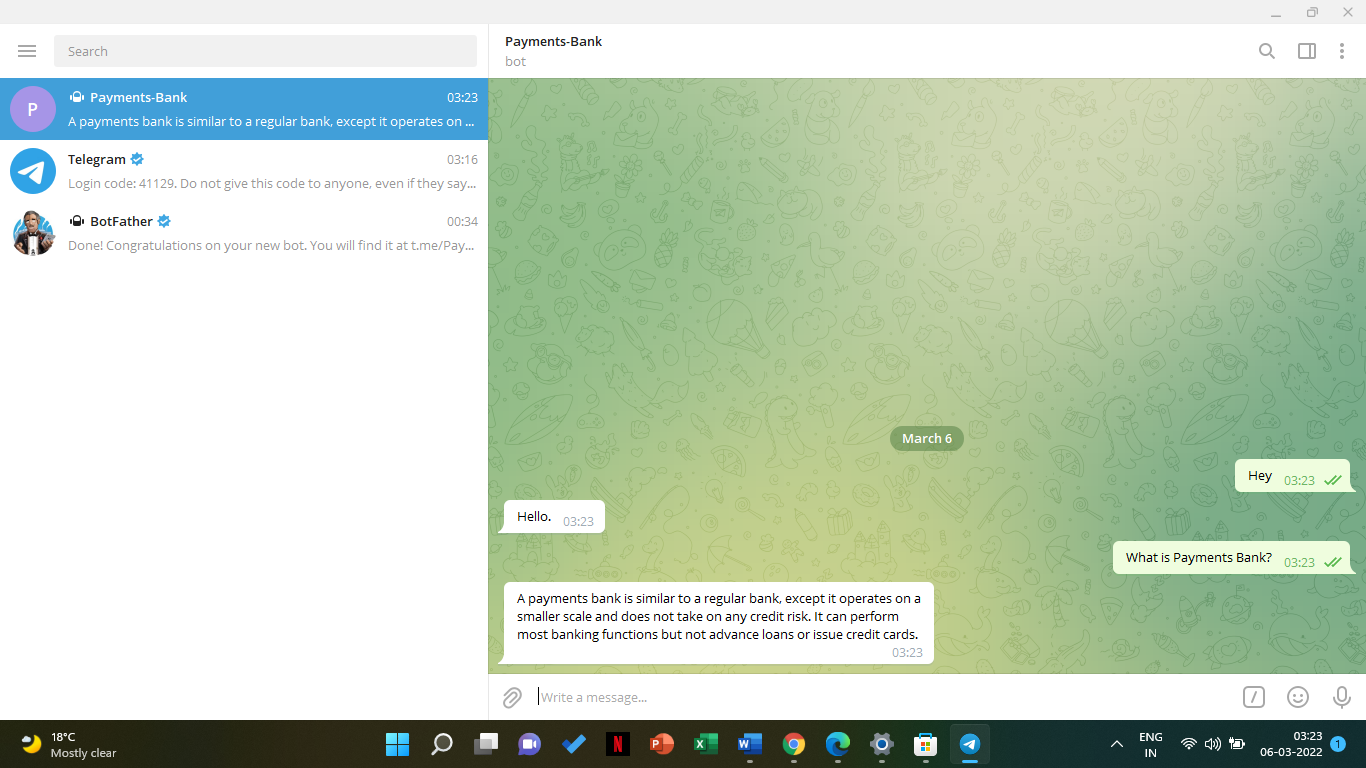 Search
P
Payments-Bank
03:23
A payments bank is similar to a regular bank, except it operates on ...
Telegram
03:16
Login code: 41129. Do not give this code to anyone, even if they say...
BotFather
00:34
Done! Congratulations on your new bot. You will find it at t.me/Pay...
Payments-Bank
bot
March 6
Hey 03:23
Hello. 03:23
What is Payments Bank? 03:23
A payments bank is similar to a regular bank, except it operates on a
smaller scale and does not take on any credit risk. It can perform
most banking functions but not advance loans or issue credit cards.
03:23
Write a message...
18°C
Mostly clear
ENG
IN
03:23
06-03-2022
1